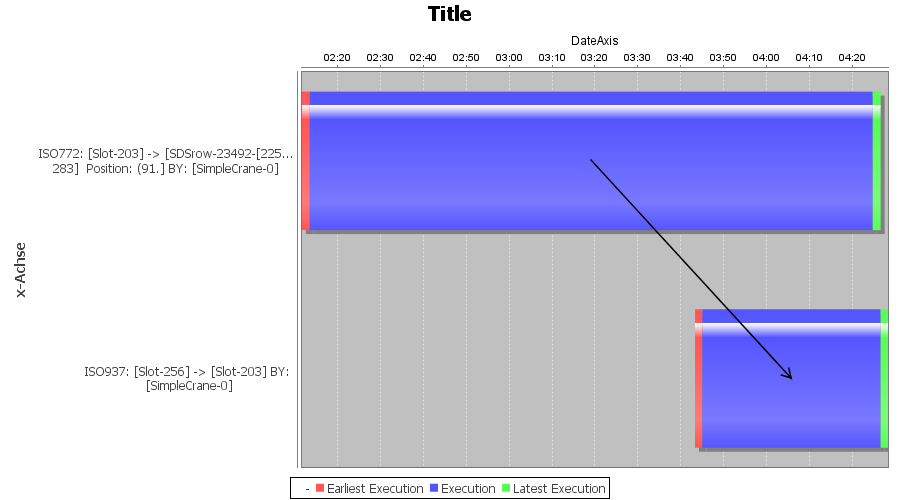 Title
DateAxis
02:20 02:30 02:40 02:50 03:00 03:10 03:20 03:30 03:40 03:50 04:00 04:10 04:20
ISO772: [Slot-203] -> [SDSrow-23492-[225...
283] Position: (91.] BY: [SimpleCrane-0]
x-Achse
ISO937: [Slot-256] -> [Slot-203] BY:
[SimpleCrane-0]
- Earliest Execution Execution Latest Execution